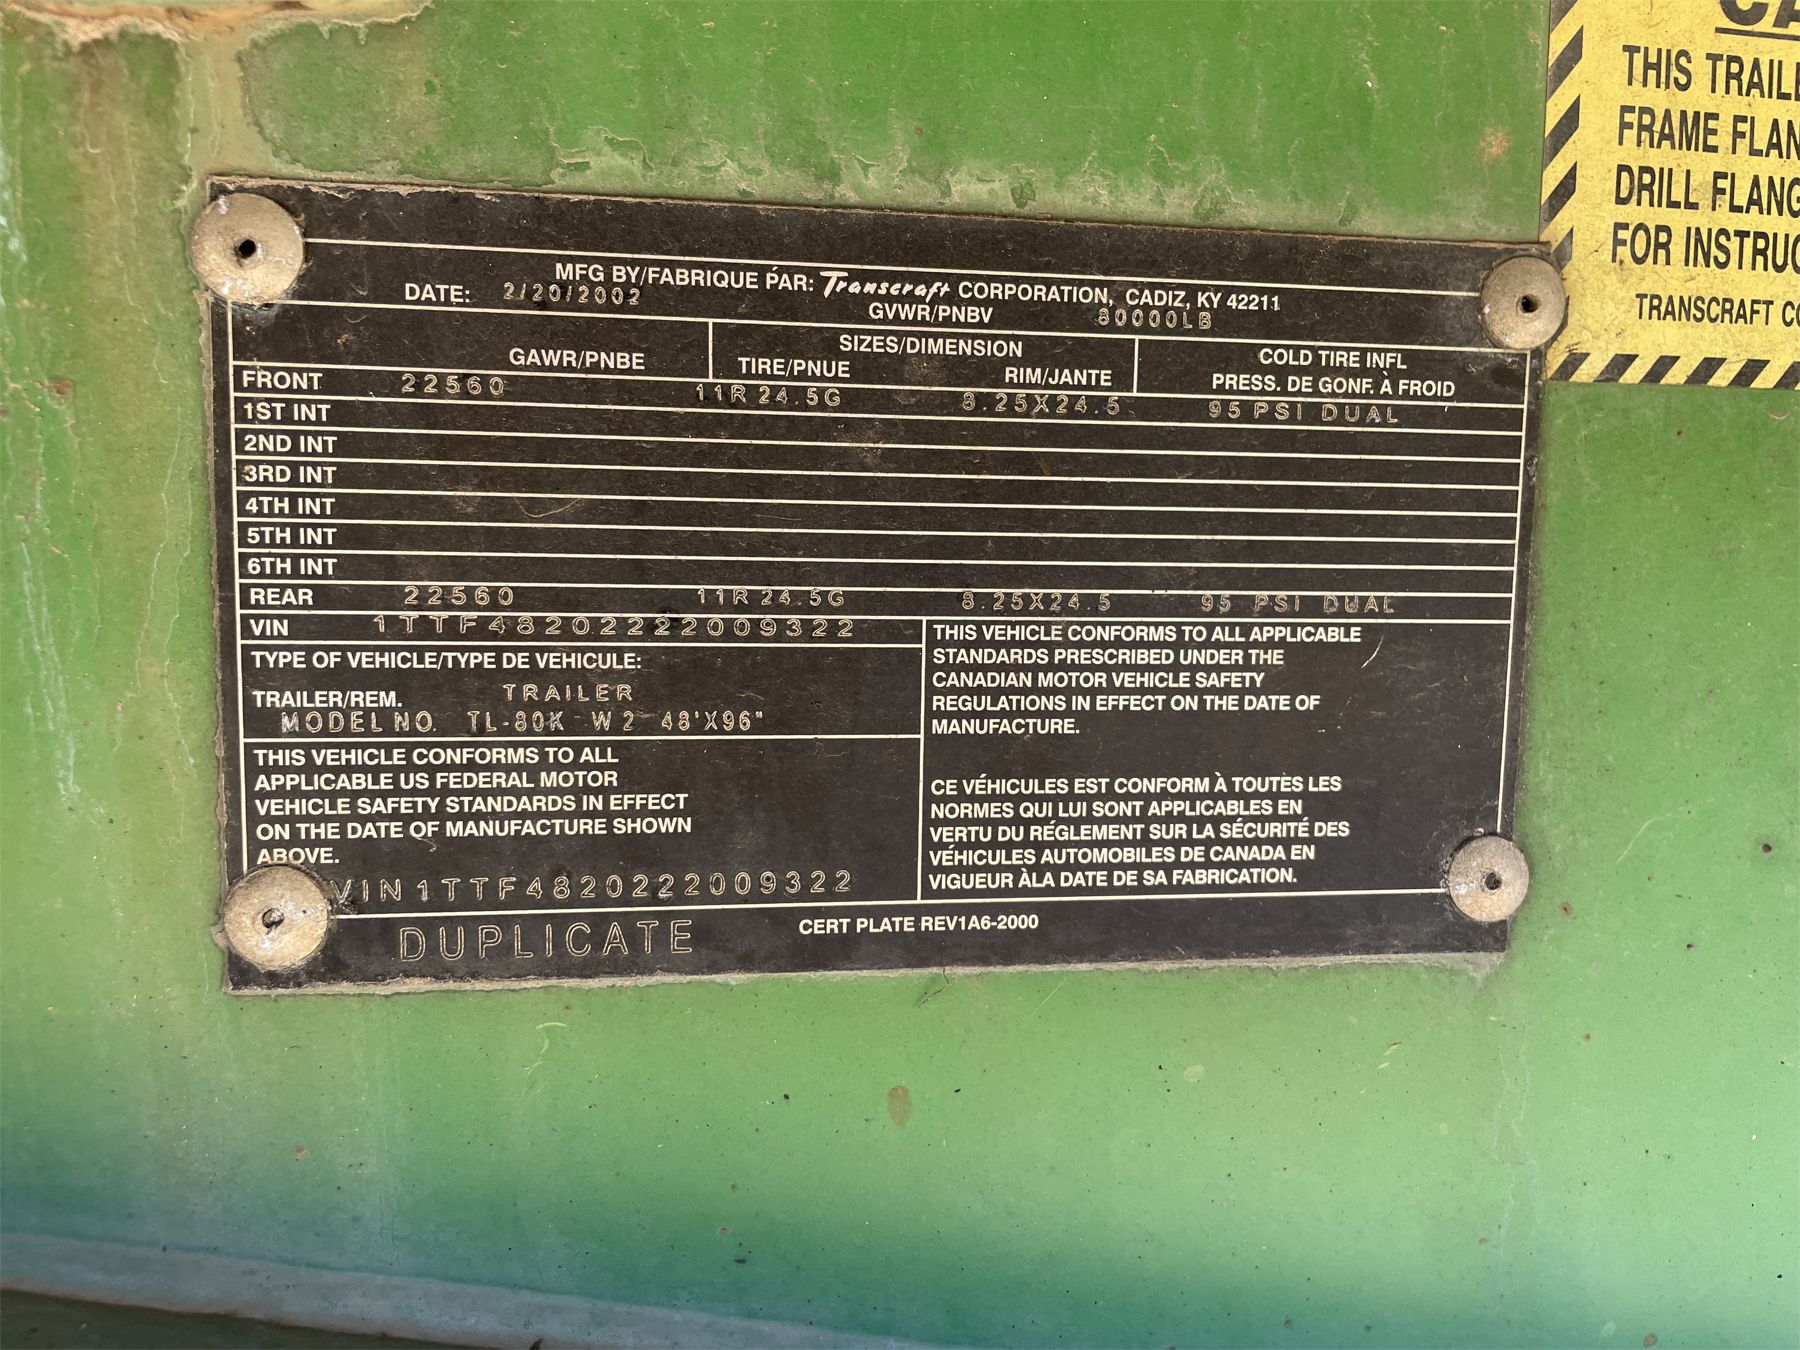 MFG BY/FABRIQUE PAR: Transcraft CORPORATION, CADIZ, KY 42211
DATE: 2/20/2002 GVWR/PNBV 80000LB
GAWR/PNBE SIZES/DIMENSION COLD TIRE INFL
TIRE/PNUE RIM/JANTE PRESS. DE GONF. À FROID
FRONT 22560 11R24.5G 8.25X24.5 95 PSI DUAL
1ST INT
2ND INT
3RD INT
4TH INT
5TH INT
6TH INT
REAR 22560 11R24.5G 8.25X24.5 95 PSI DUAL
VIN 1TTF4820222009322
TYPE OF VEHICLE/TYPE DE VEHICULE:
TRAILER/REM. TRAILER
MODEL NO. TL-80K W2 48'X96"
THIS VEHICLE CONFORMS TO ALL
APPLICABLE US FEDERAL MOTOR
VEHICLE SAFETY STANDARDS IN EFFECT
ON THE DATE OF MANUFACTURE SHOWN
ABOVE.
VIN1TTF4820222009322
THIS VEHICLE CONFORMS TO ALL APPLICABLE
STANDARDS PRESCRIBED UNDER THE
CANADIAN MOTOR VEHICLE SAFETY
REGULATIONS IN EFFECT ON THE DATE OF
MANUFACTURE.
CE VÉHICULES EST CONFORM À TOUTES LES
NORMES QUI LUI SONT APPLICABLES EN
VERTU DU RÉGLEMENT SUR LA SÉCURITÉ DES
VÉHICULES AUTOMOBILES DE CANADA EN
VIGUEUR ÀLA DATE DE SA FABRICATION.
DUPLICATE CERT PLATE REV1A6-2000
THIS TRAILE
FRAME FLAN
DRILL FLANG
FOR INSTRUC
TRANSCRAFT CO